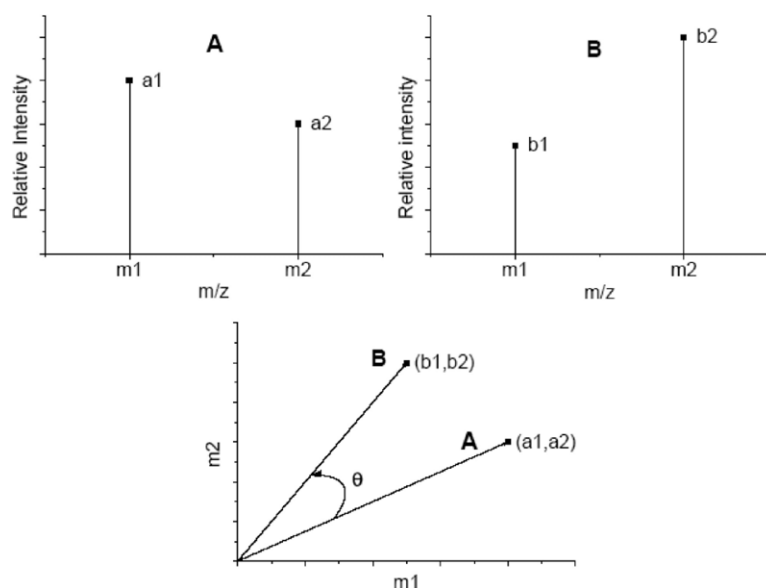 A
a1
a2
Relative Intensity
m1
m2
m/z
B
b2
b1
Relative intensity
m1
m2
m/z
B
(b1,b2)
A
(a1,a2)
θ
m2
m1